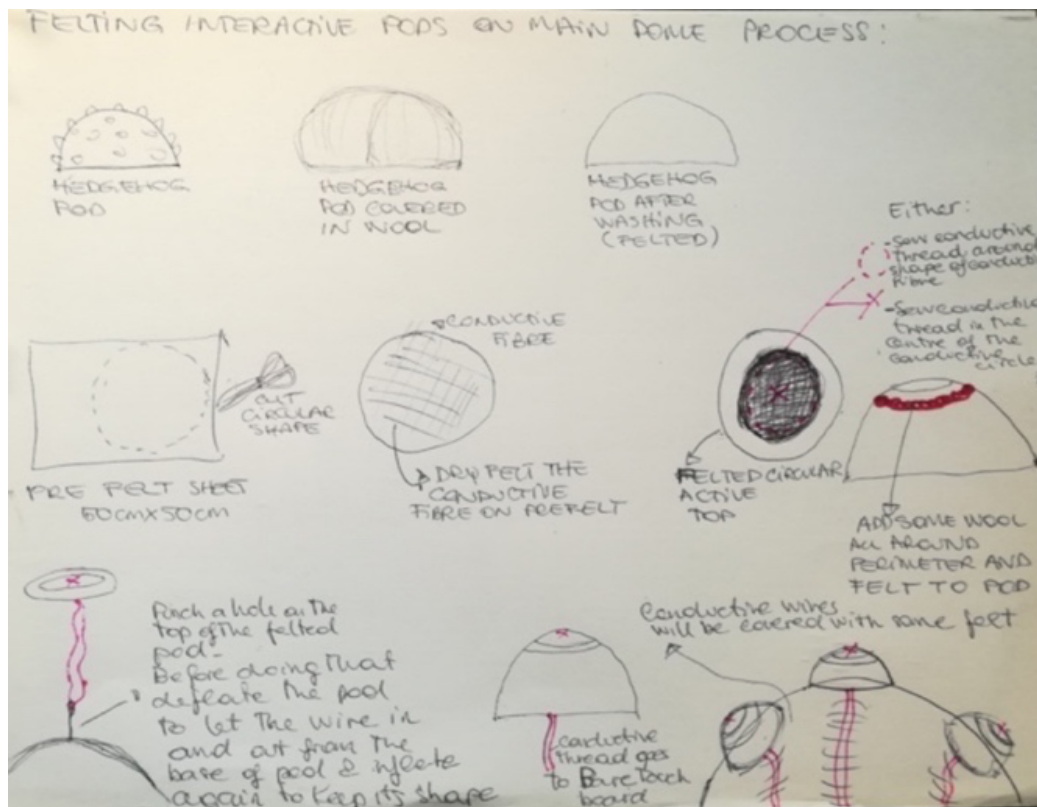 FELTING INTERACTIVE PODS ON MAIN DOME PROCESS:
HEDGEHOG
POD
HEDGEHOG
POD COVERED
IN WOOL
HEDGEHOG
POD AFTER
WASHING
(FELTED)
Either:
-Sew conductive
thread around
shape of conductive
fibre
-Sew conductive
thread in the
centre of the
conductive
circle
CUT
CIRCULAR
SHAPE
PRE FELT SHEET
50cmX50cm
CONDUCTIVE
FIBRE
DRY FELT THE
CONDUCTIVE
FIBRE ON PREFELT
FELTED CIRCULAR
ACTIVE
TOP
ADD SOME WOOL
ALL AROUND
PERIMETER AND
FELT TO POD
Punch a hole on the
top of the felted
pod-
Before doing that
defleate the pod
to let the wire in
and out from the
base of pod & inflate
again to keep its shape
conductive
thread goes
to Bare Touch
board
Conductive wires
will be covered with some felt